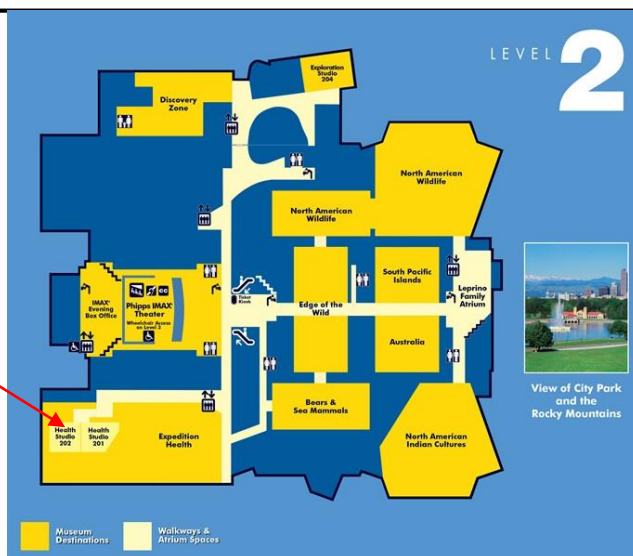 LEVEL 2
Exploration
Studio
204
Discovery
Zone
North American
Wildlife
North American
Wildlife
South Pacific
Islands
Leprino
Family
Atrium
IMAX®
Evening
Box Office
CC
Phipps IMAX®
Theater
Wheelchair Access
on Level 2
Ticket
Kiosk
Edge of the
Wild
Australia
View of City Park
and the
Rocky Mountains
Bears &
Sea Mammals
Health
Studio
202
Health
Studio
201
Expedition
Health
North American
Indian Cultures
Museum
Destinations
Walkways &
Atrium Spaces